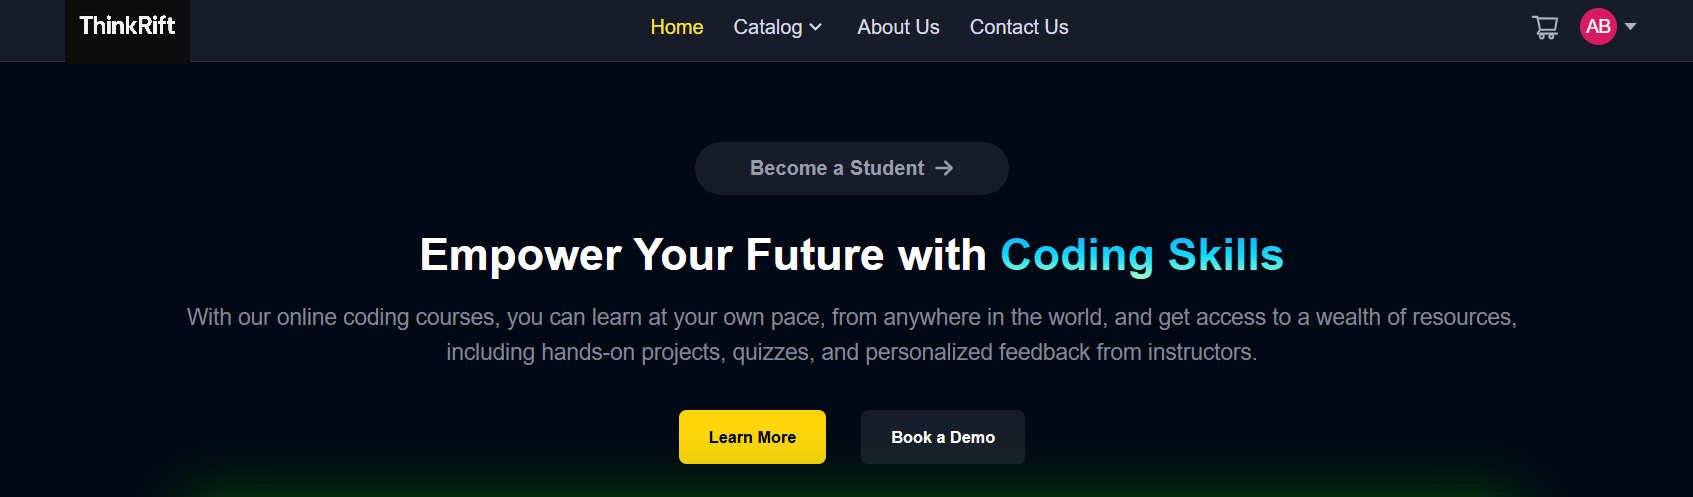 ThinkRift
Home Catalog About Us Contact Us
AB
Become a Student
Empower Your Future with Coding Skills
With our online coding courses, you can learn at your own pace, from anywhere in the world, and get access to a wealth of resources,
including hands-on projects, quizzes, and personalized feedback from instructors.
Learn More
Book a Demo